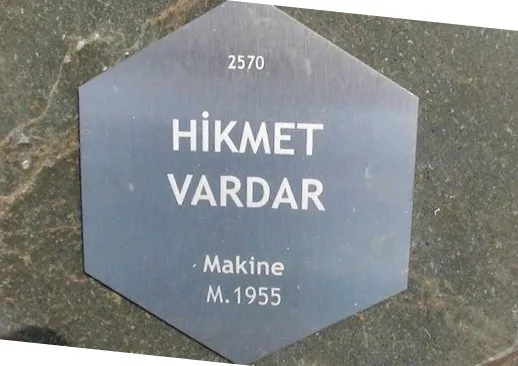 2570
HİKMET
VARDAR
Makine
M.1955